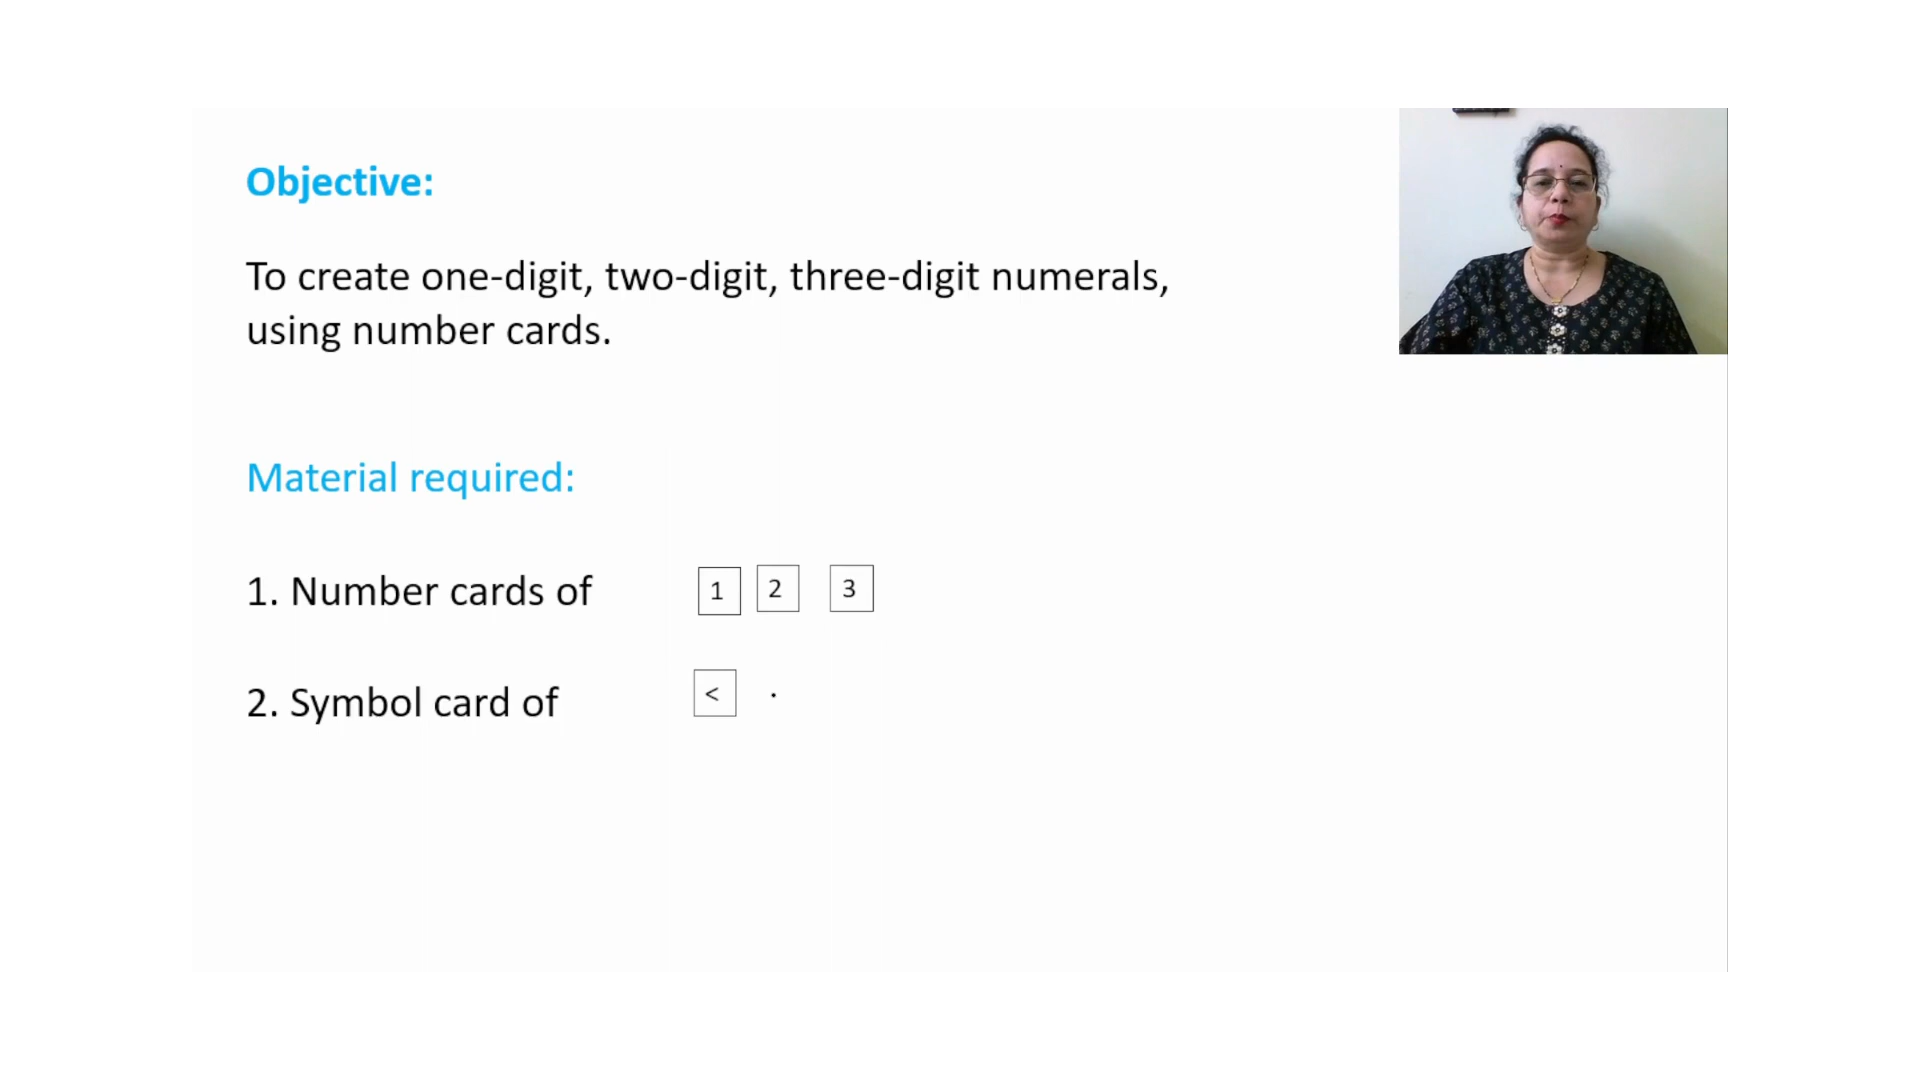 Objective:
To create one-digit, two-digit, three-digit numerals,
using number cards.
Material required:
1. Number cards of 1 2 3
2. Symbol card of < .